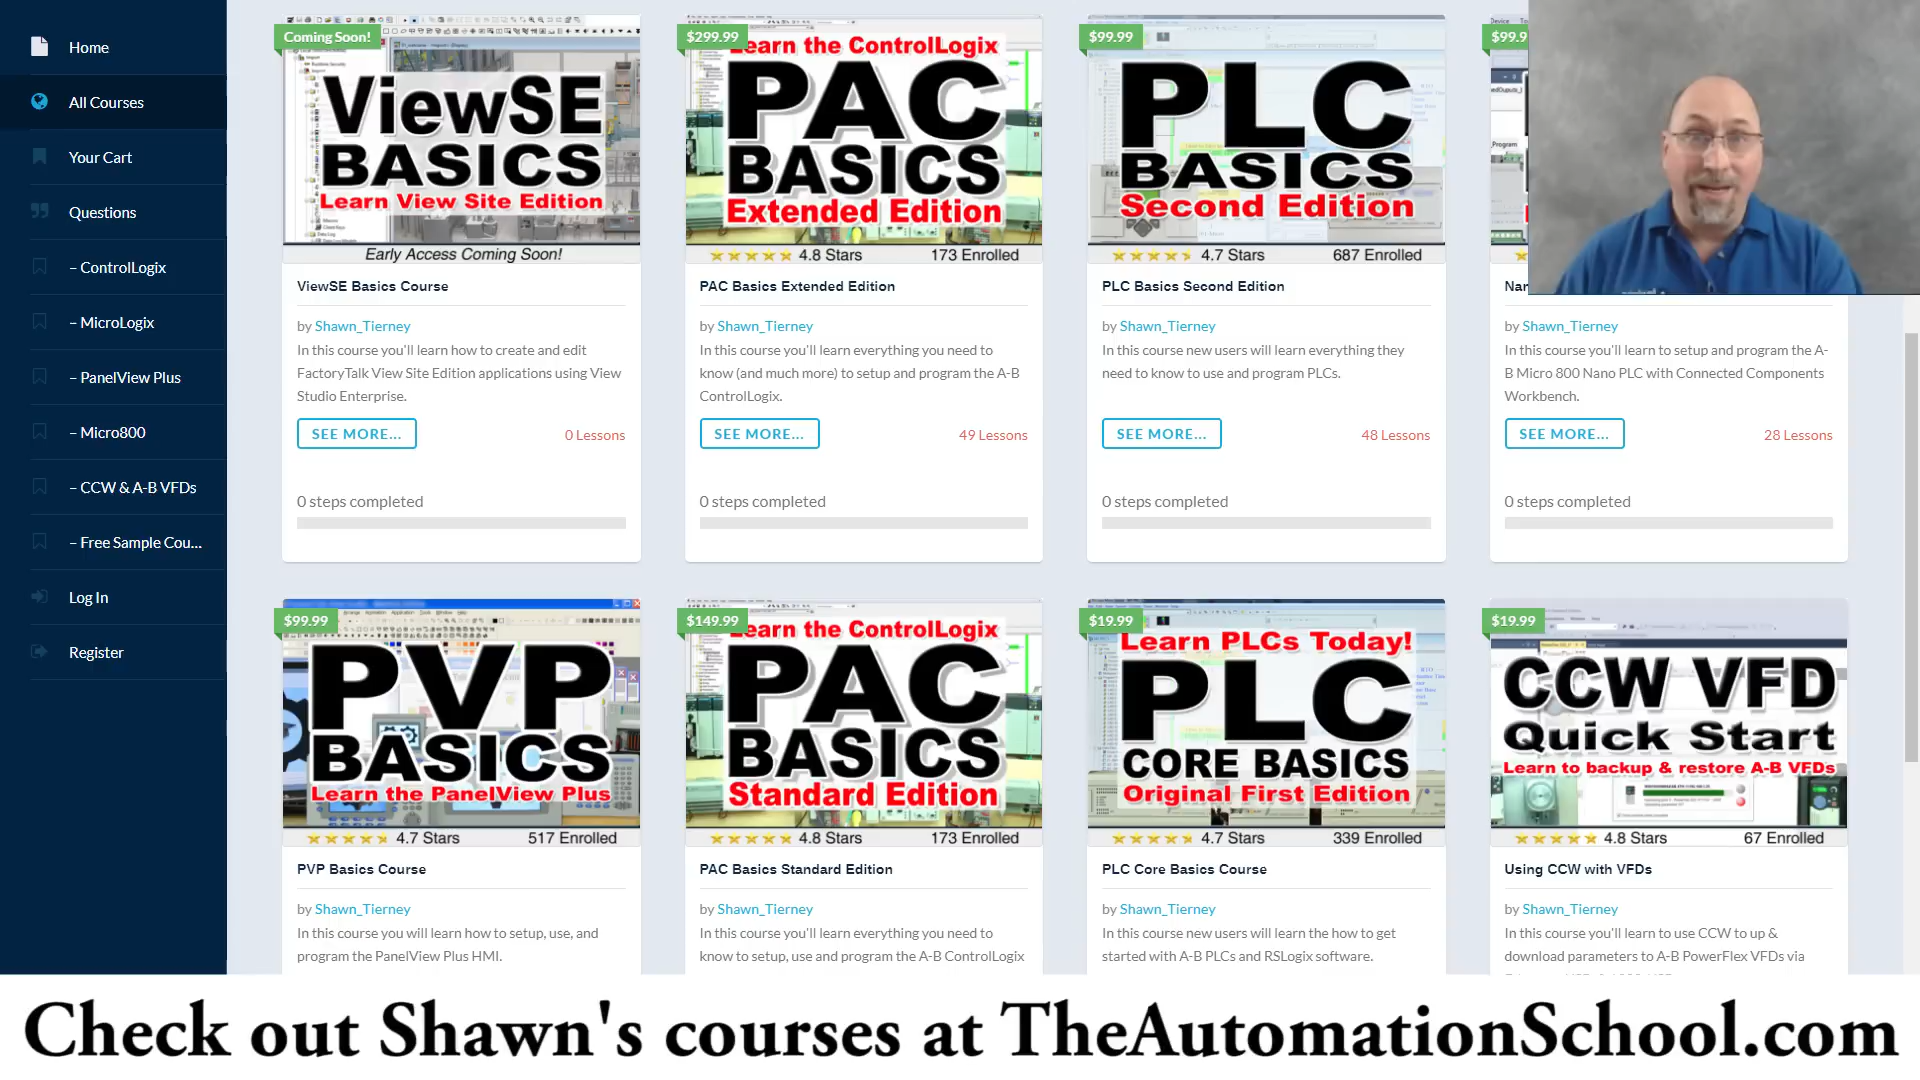 Home
All Courses
Your Cart
Questions
– ControlLogix
– MicroLogix
– PanelView Plus
– Micro800
– CCW & A-B VFDs
– Free Sample Cou...
Log In
Register
Coming Soon!
ViewSE
BASICS
Learn View Site Edition
Early Access Coming Soon!
ViewSE Basics Course
by Shawn_Tierney
In this course you'll learn how to create and edit
FactoryTalk View Site Edition applications using View
Studio Enterprise.
SEE MORE...
0 Lessons
0 steps completed
$299.99
Learn the ControlLogix
PAC
BASICS
Extended Edition
4.8 Stars
173 Enrolled
PAC Basics Extended Edition
by Shawn_Tierney
In this course you'll learn everything you need to
know (and much more) to setup and program the A-B
ControlLogix.
SEE MORE...
49 Lessons
0 steps completed
$99.99
PLC
BASICS
Second Edition
4.7 Stars
687 Enrolled
PLC Basics Second Edition
by Shawn_Tierney
In this course new users will learn everything they
need to know to use and program PLCs.
SEE MORE...
48 Lessons
0 steps completed
$99.9
Nan
by Shawn_Tierney
In this course you'll learn to setup and program the A-
B Micro 800 Nano PLC with Connected Components
Workbench.
SEE MORE...
28 Lessons
0 steps completed
$99.99
PVP
BASICS
Learn the PanelView Plus
4.7 Stars
517 Enrolled
PVP Basics Course
by Shawn_Tierney
In this course you will learn how to setup, use, and
program the PanelView Plus HMI.
$149.99
Learn the ControlLogix
PAC
BASICS
Standard Edition
4.8 Stars
173 Enrolled
PAC Basics Standard Edition
by Shawn_Tierney
In this course you'll learn everything you need to
know to setup, use and program the A-B ControlLogix
$19.99
Learn PLCs Today!
PLC
CORE BASICS
Original First Edition
4.7 Stars
339 Enrolled
PLC Core Basics Course
by Shawn_Tierney
In this course new users will learn the how to get
started with A-B PLCs and RSLogix software.
$19.99
CCW VFD
Quick Start
Learn to backup & restore A-B VFDs
4.8 Stars
67 Enrolled
Using CCW with VFDs
by Shawn_Tierney
In this course you'll learn to use CCW to up &
download parameters to A-B PowerFlex VFDs via
Check out Shawn's courses at TheAutomationSchool.com